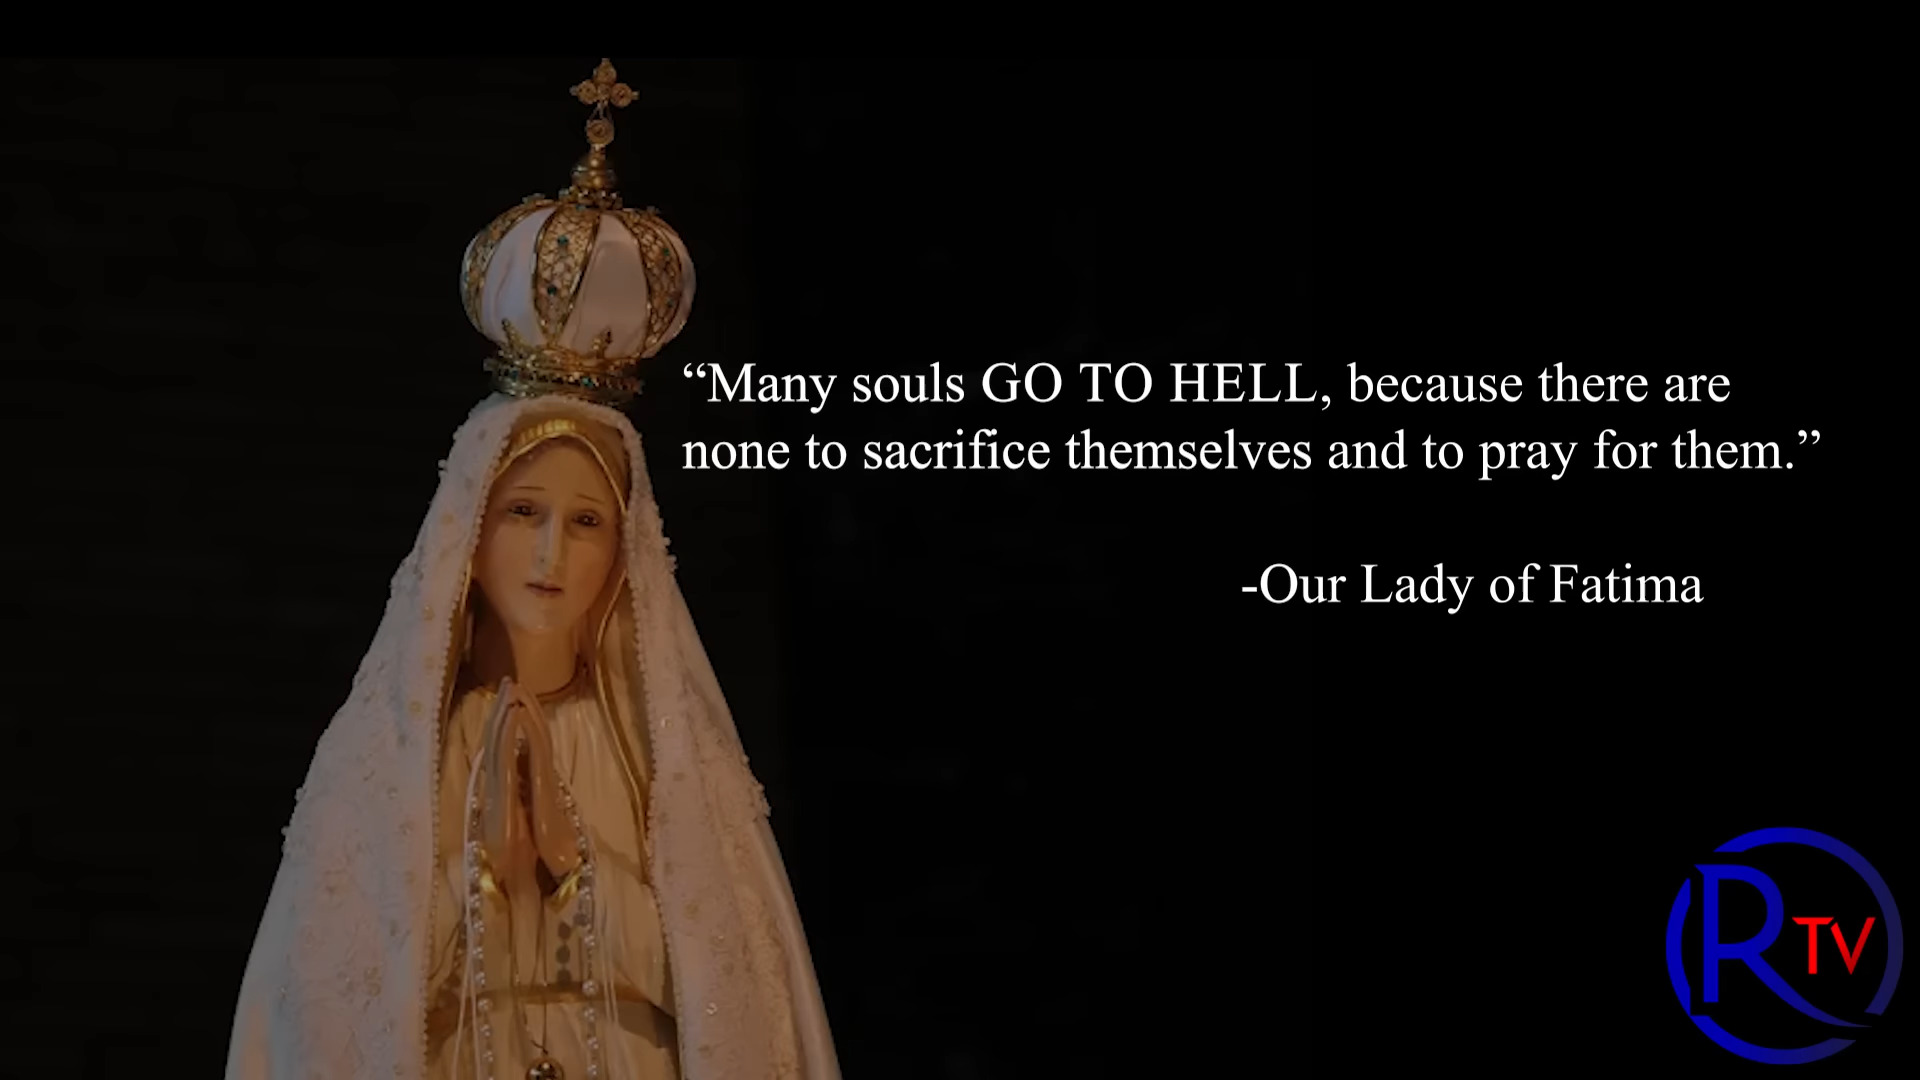 “Many souls GO TO HELL, because there are
none to sacrifice themselves and to pray for them.”
-Our Lady of Fatima
R TV